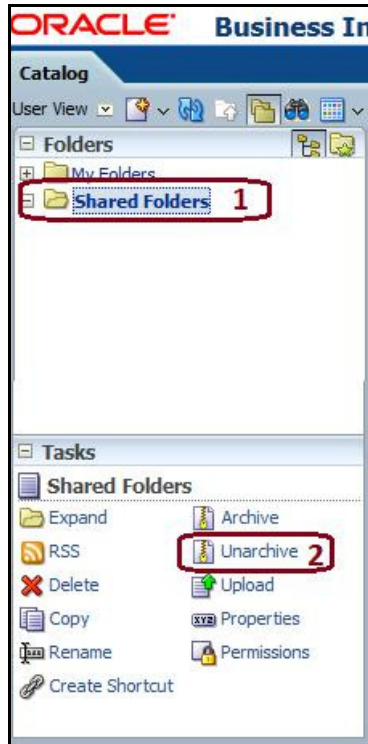 ORACLE Business In
Catalog
User View
Folders
My Folders
Shared Folders 1
Tasks
Shared Folders
Expand Archive
RSS Unarchive 2
Delete Upload
Copy xyz Properties
Rename Permissions
Create Shortcut